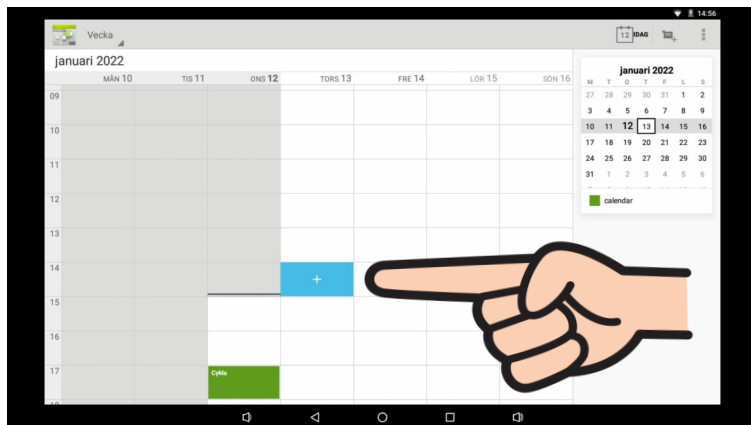 14:56
Vecka
12 IDAG
januari 2022
MÅN 10 TIS 11 ONS 12 TORS 13 FRE 14 LÖR 15 SÖN 16
09
10
11
12
13
14
+
15
16
17
Cykla
januari 2022
M T O T F L S
27 28 29 30 31 1 2
3 4 5 6 7 8 9
10 11 12 13 14 15 16
17 18 19 20 21 22 23
24 25 26 27 28 29 30
31 1 2 3 4 5 6
calendar